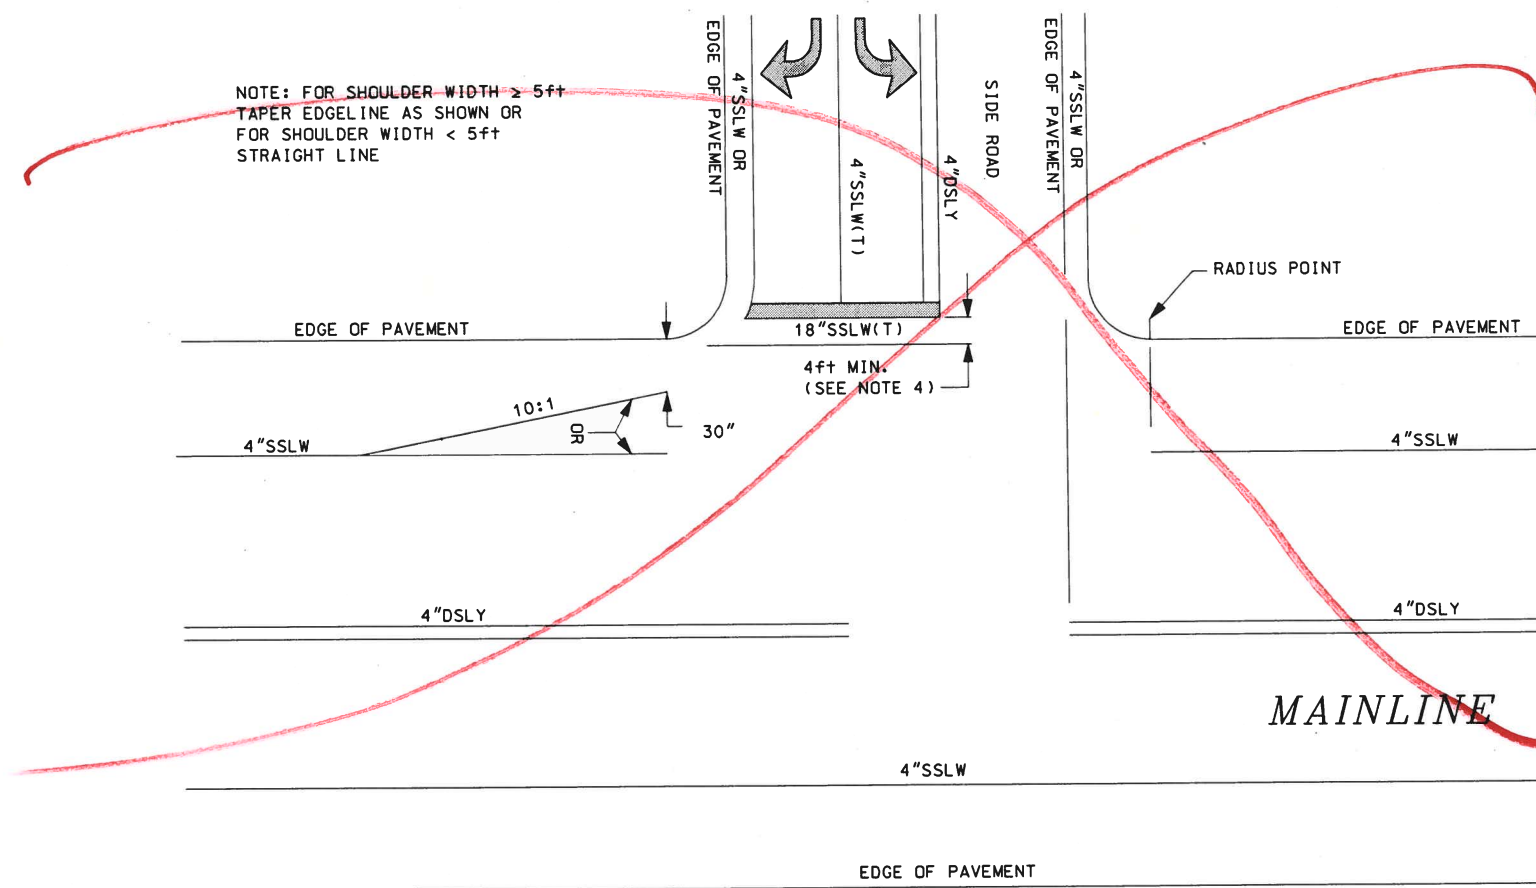 NOTE: FOR SHOULDER WIDTH ≥ 5ft
TAPER EDGELINE AS SHOWN OR
FOR SHOULDER WIDTH < 5ft
STRAIGHT LINE
EDGE OF PAVEMENT
4"SSLW OR
4"SSLW(T)
4"DSLY
SIDE ROAD
EDGE OF PAVEMENT
4"SSLW OR
RADIUS POINT
EDGE OF PAVEMENT
18"SSLW(T)
EDGE OF PAVEMENT
4ft MIN.
(SEE NOTE 4)
10:1
OR
30"
4"SSLW
4"SSLW
4"DSLY
4"DSLY
MAINLINE
4"SSLW
EDGE OF PAVEMENT